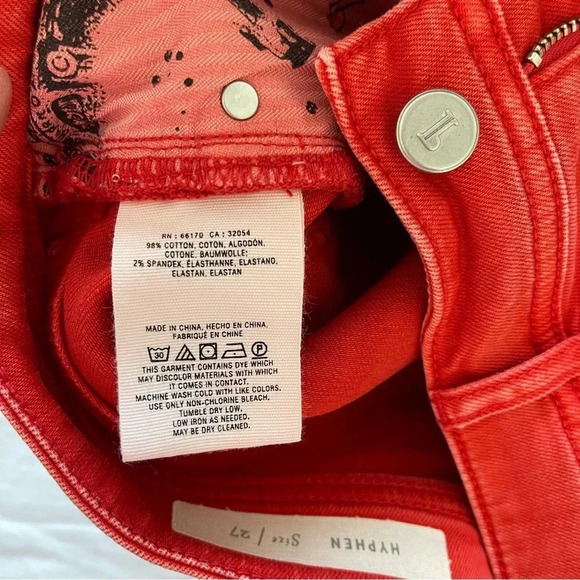 RN : 66170 CA : 32054
98% COTTON, COTON, ALGODÓN,
COTONE, BAUMWOLLE;
2% SPANDEX, ÉLASTHANNE, ELASTANO,
ELASTAN, ELASTAN
MADE IN CHINA, HECHO EN CHINA,
FABRIQUÉ EN CHINE
30 P
THIS GARMENT CONTAINS DYE WHICH
MAY DISCOLOR MATERIALS WITH WHICH
IT COMES IN CONTACT.
MACHINE WASH COLD WITH LIKE COLORS.
USE ONLY NON-CHLORINE BLEACH.
TUMBLE DRY LOW.
LOW IRON AS NEEDED.
MAY BE DRY CLEANED.
HYPHEN Size / 27